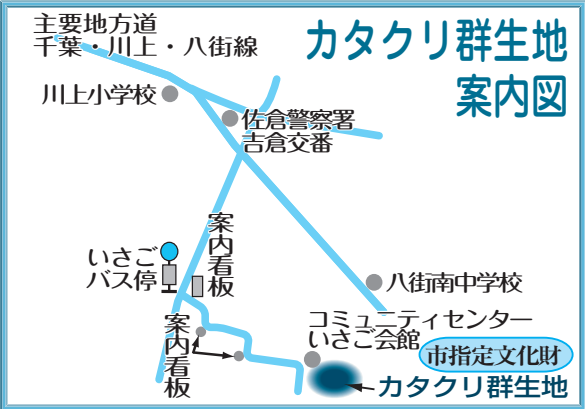 主要地方道
千葉・川上・八街線
カタクリ群生地
案内図
川上小学校
佐倉警察署
吉倉交番
案内看板
いさご
バス停
八街南中学校
案内看板
コミュニティセンター
いさご会館
市指定文化財
カタクリ群生地